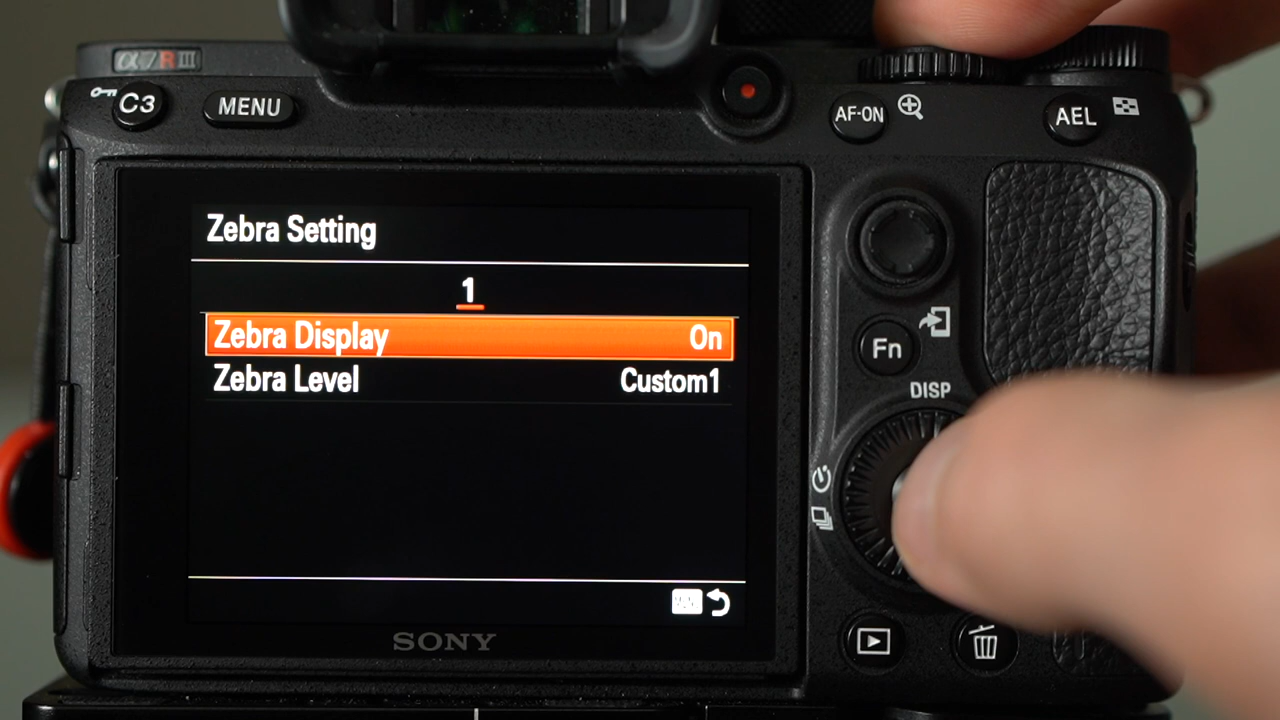 α7RIII
C3
MENU
AF-ON
AEL
Zebra Setting
1
Zebra Display On
Zebra Level Custom1
Fn
DISP
SONY